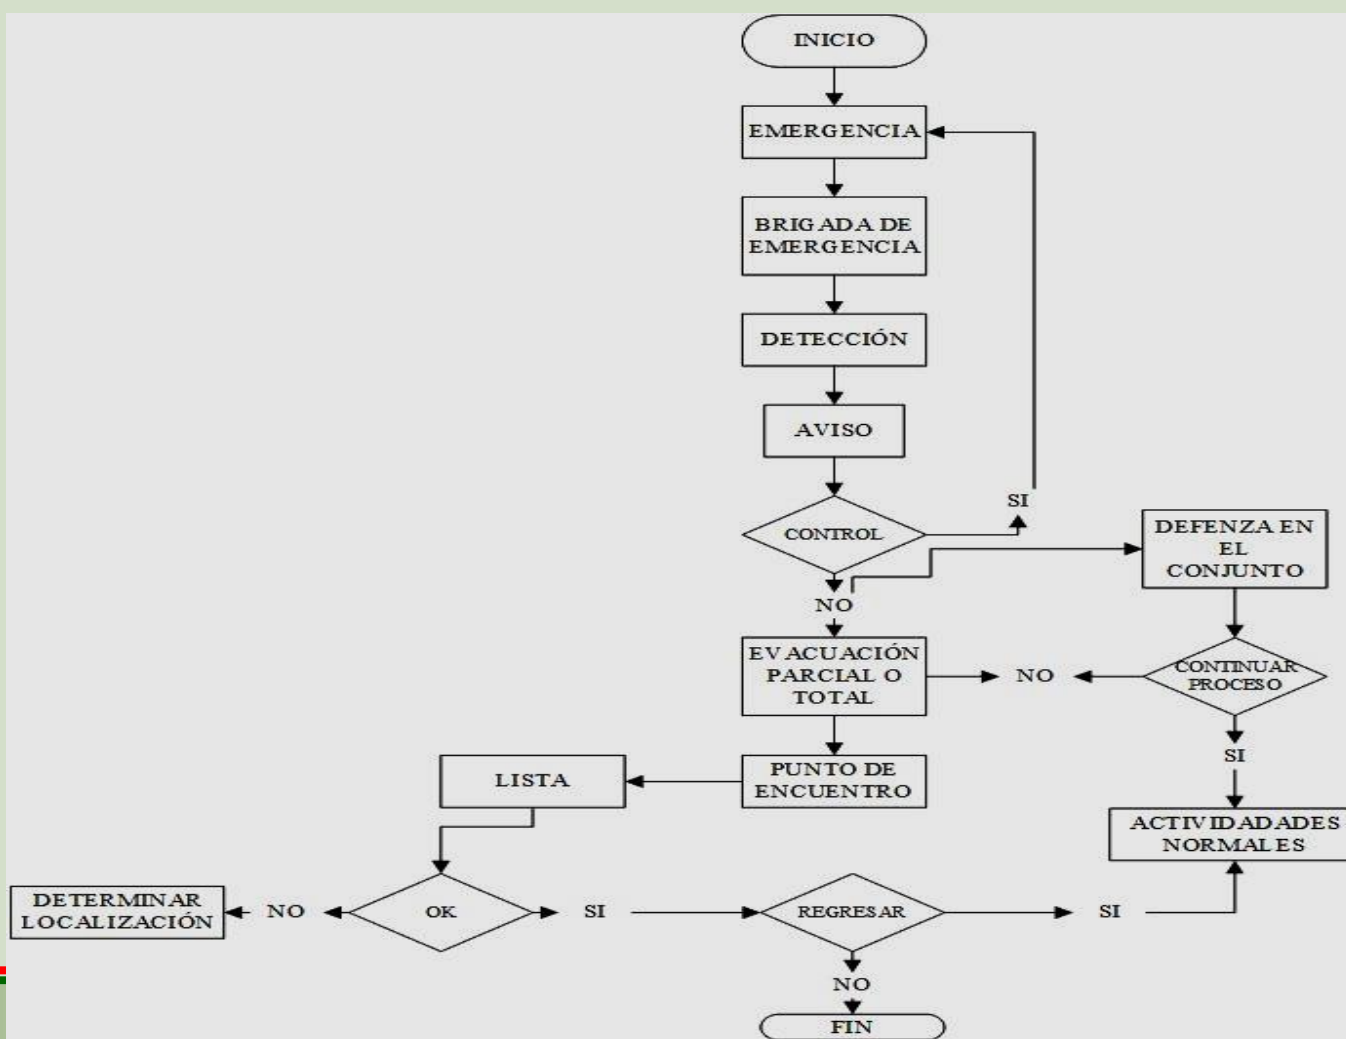 INICIO
EMERGENCIA
BRIGADA DE
EMERGENCIA
DETECCIÓN
AVISO
CONTROL
SI
NO
DEFENZA EN
EL
CONJUNTO
EVACUACIÓN
PARCIAL O
TOTAL
NO
CONTINUAR
PROCESO
SI
PUNTO DE
ENCUENTRO
LISTA
ACTIVIDADADES
NORMALES
DETERMINAR
LOCALIZACIÓN
NO
OK
SI
REGRESAR
SI
NO
FIN